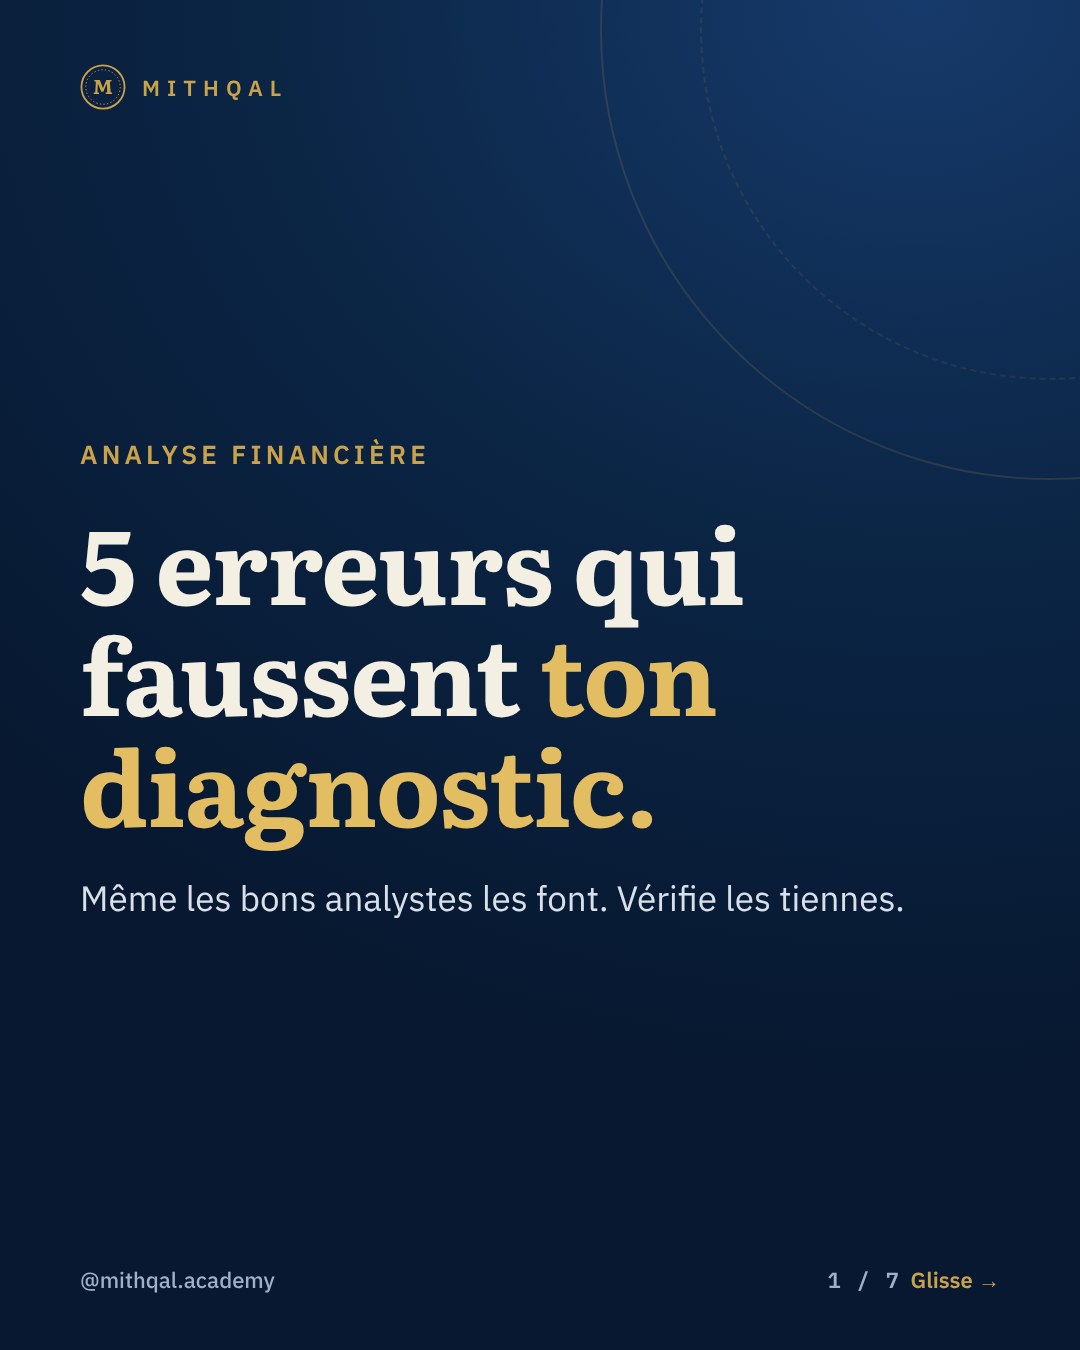 M MITHQAL
ANALYSE FINANCIÈRE
5 erreurs qui
faussent ton
diagnostic.
Même les bons analystes les font. Vérifie les tiennes.
@mithqal.academy
1 / 7 Glisse →